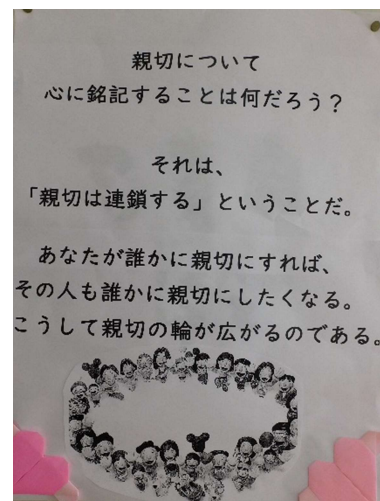 親切について
心に銘記することは何だろう？
それは、
「親切は連鎖する」ということだ。
あなたが誰かに親切にすれば、
その人も誰かに親切にしたくなる。
こうして親切の輪が広がるのである。